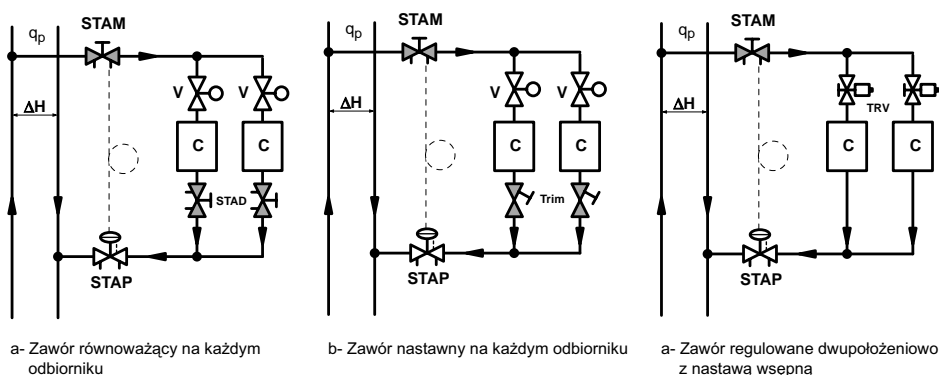 STAM
STAM
STAM
qp
qp
qp
ΔH
V
V
C
C
STAD
STAP
ΔH
V
V
C
C
Trim
STAP
ΔH
TRV
C
C
STAP
a- Zawór równoważący na każdym
odbiorniku
b- Zawór nastawny na każdym odbiorniku
a- Zawór regulowane dwupołożeniowo
z nastawą wsępną